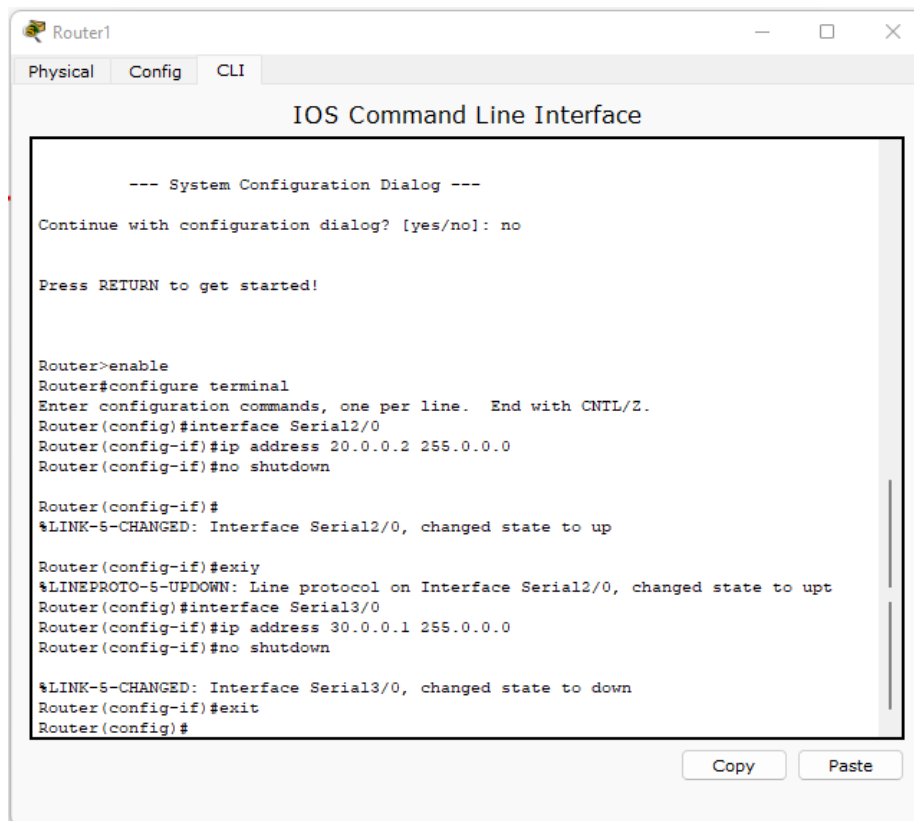 Router1
Physical Config CLI
IOS Command Line Interface
--- System Configuration Dialog ---
Continue with configuration dialog? [yes/no]: no
Press RETURN to get started!
Router>enable
Router#configure terminal
Enter configuration commands, one per line.  End with CNTL/Z.
Router(config)#interface Serial2/0
Router(config-if)#ip address 20.0.0.2 255.0.0.0
Router(config-if)#no shutdown
Router(config-if)#
%LINK-5-CHANGED: Interface Serial2/0, changed state to up
Router(config-if)#exiy
%LINEPROTO-5-UPDOWN: Line protocol on Interface Serial2/0, changed state to upt
Router(config)#interface Serial3/0
Router(config-if)#ip address 30.0.0.1 255.0.0.0
Router(config-if)#no shutdown
%LINK-5-CHANGED: Interface Serial3/0, changed state to down
Router(config-if)#exit
Router(config)#
Copy Paste